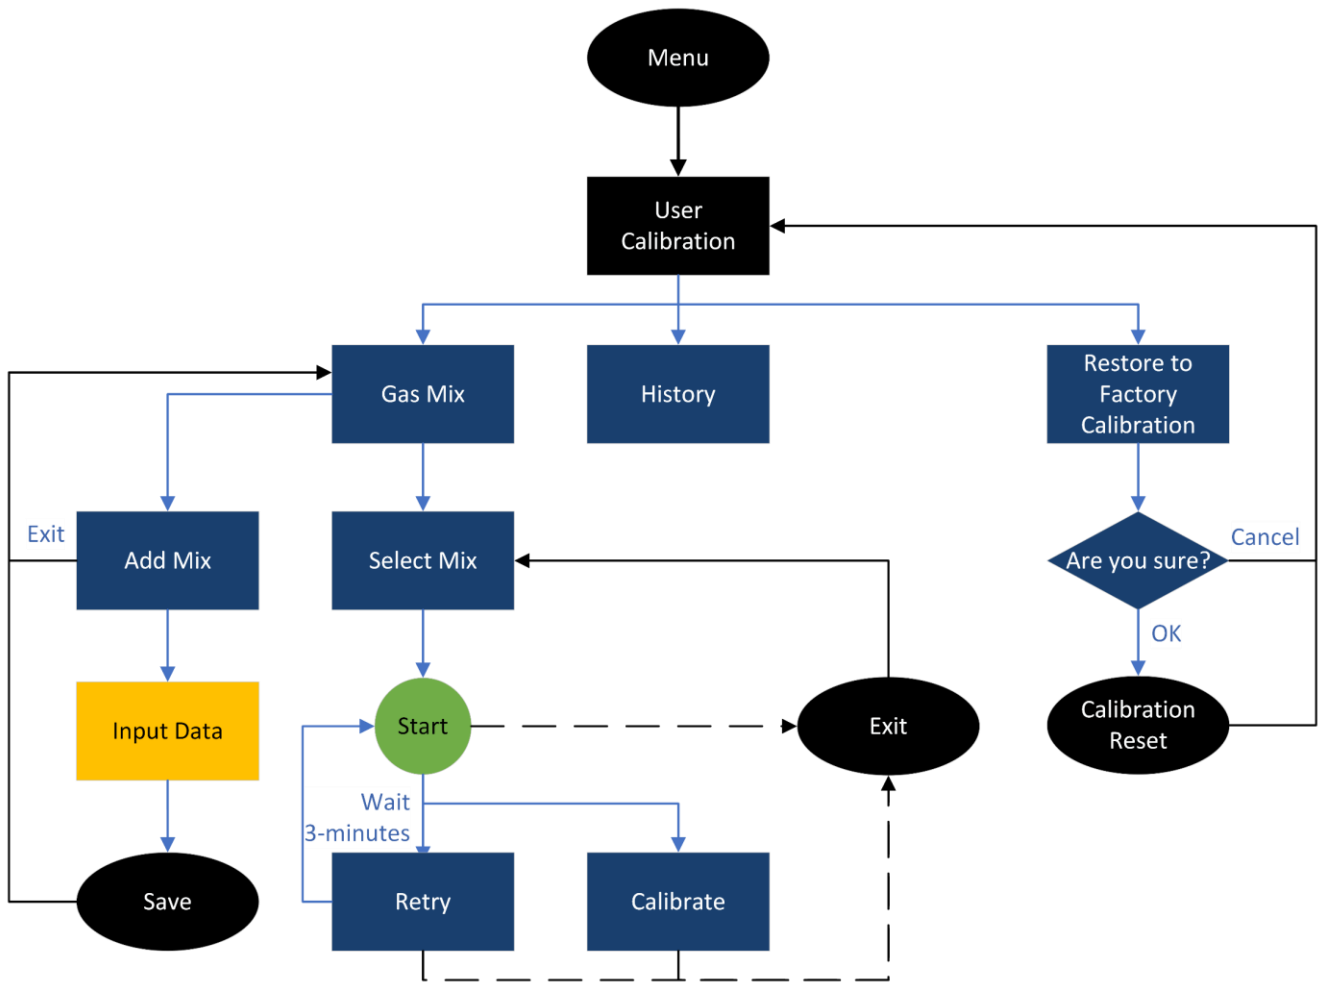 Menu
User
Calibration
Gas Mix
History
Restore to
Factory
Calibration
Exit
Add Mix
Select Mix
Are you sure?
Cancel
OK
Input Data
Start
Exit
Calibration
Reset
Wait
3-minutes
Save
Retry
Calibrate